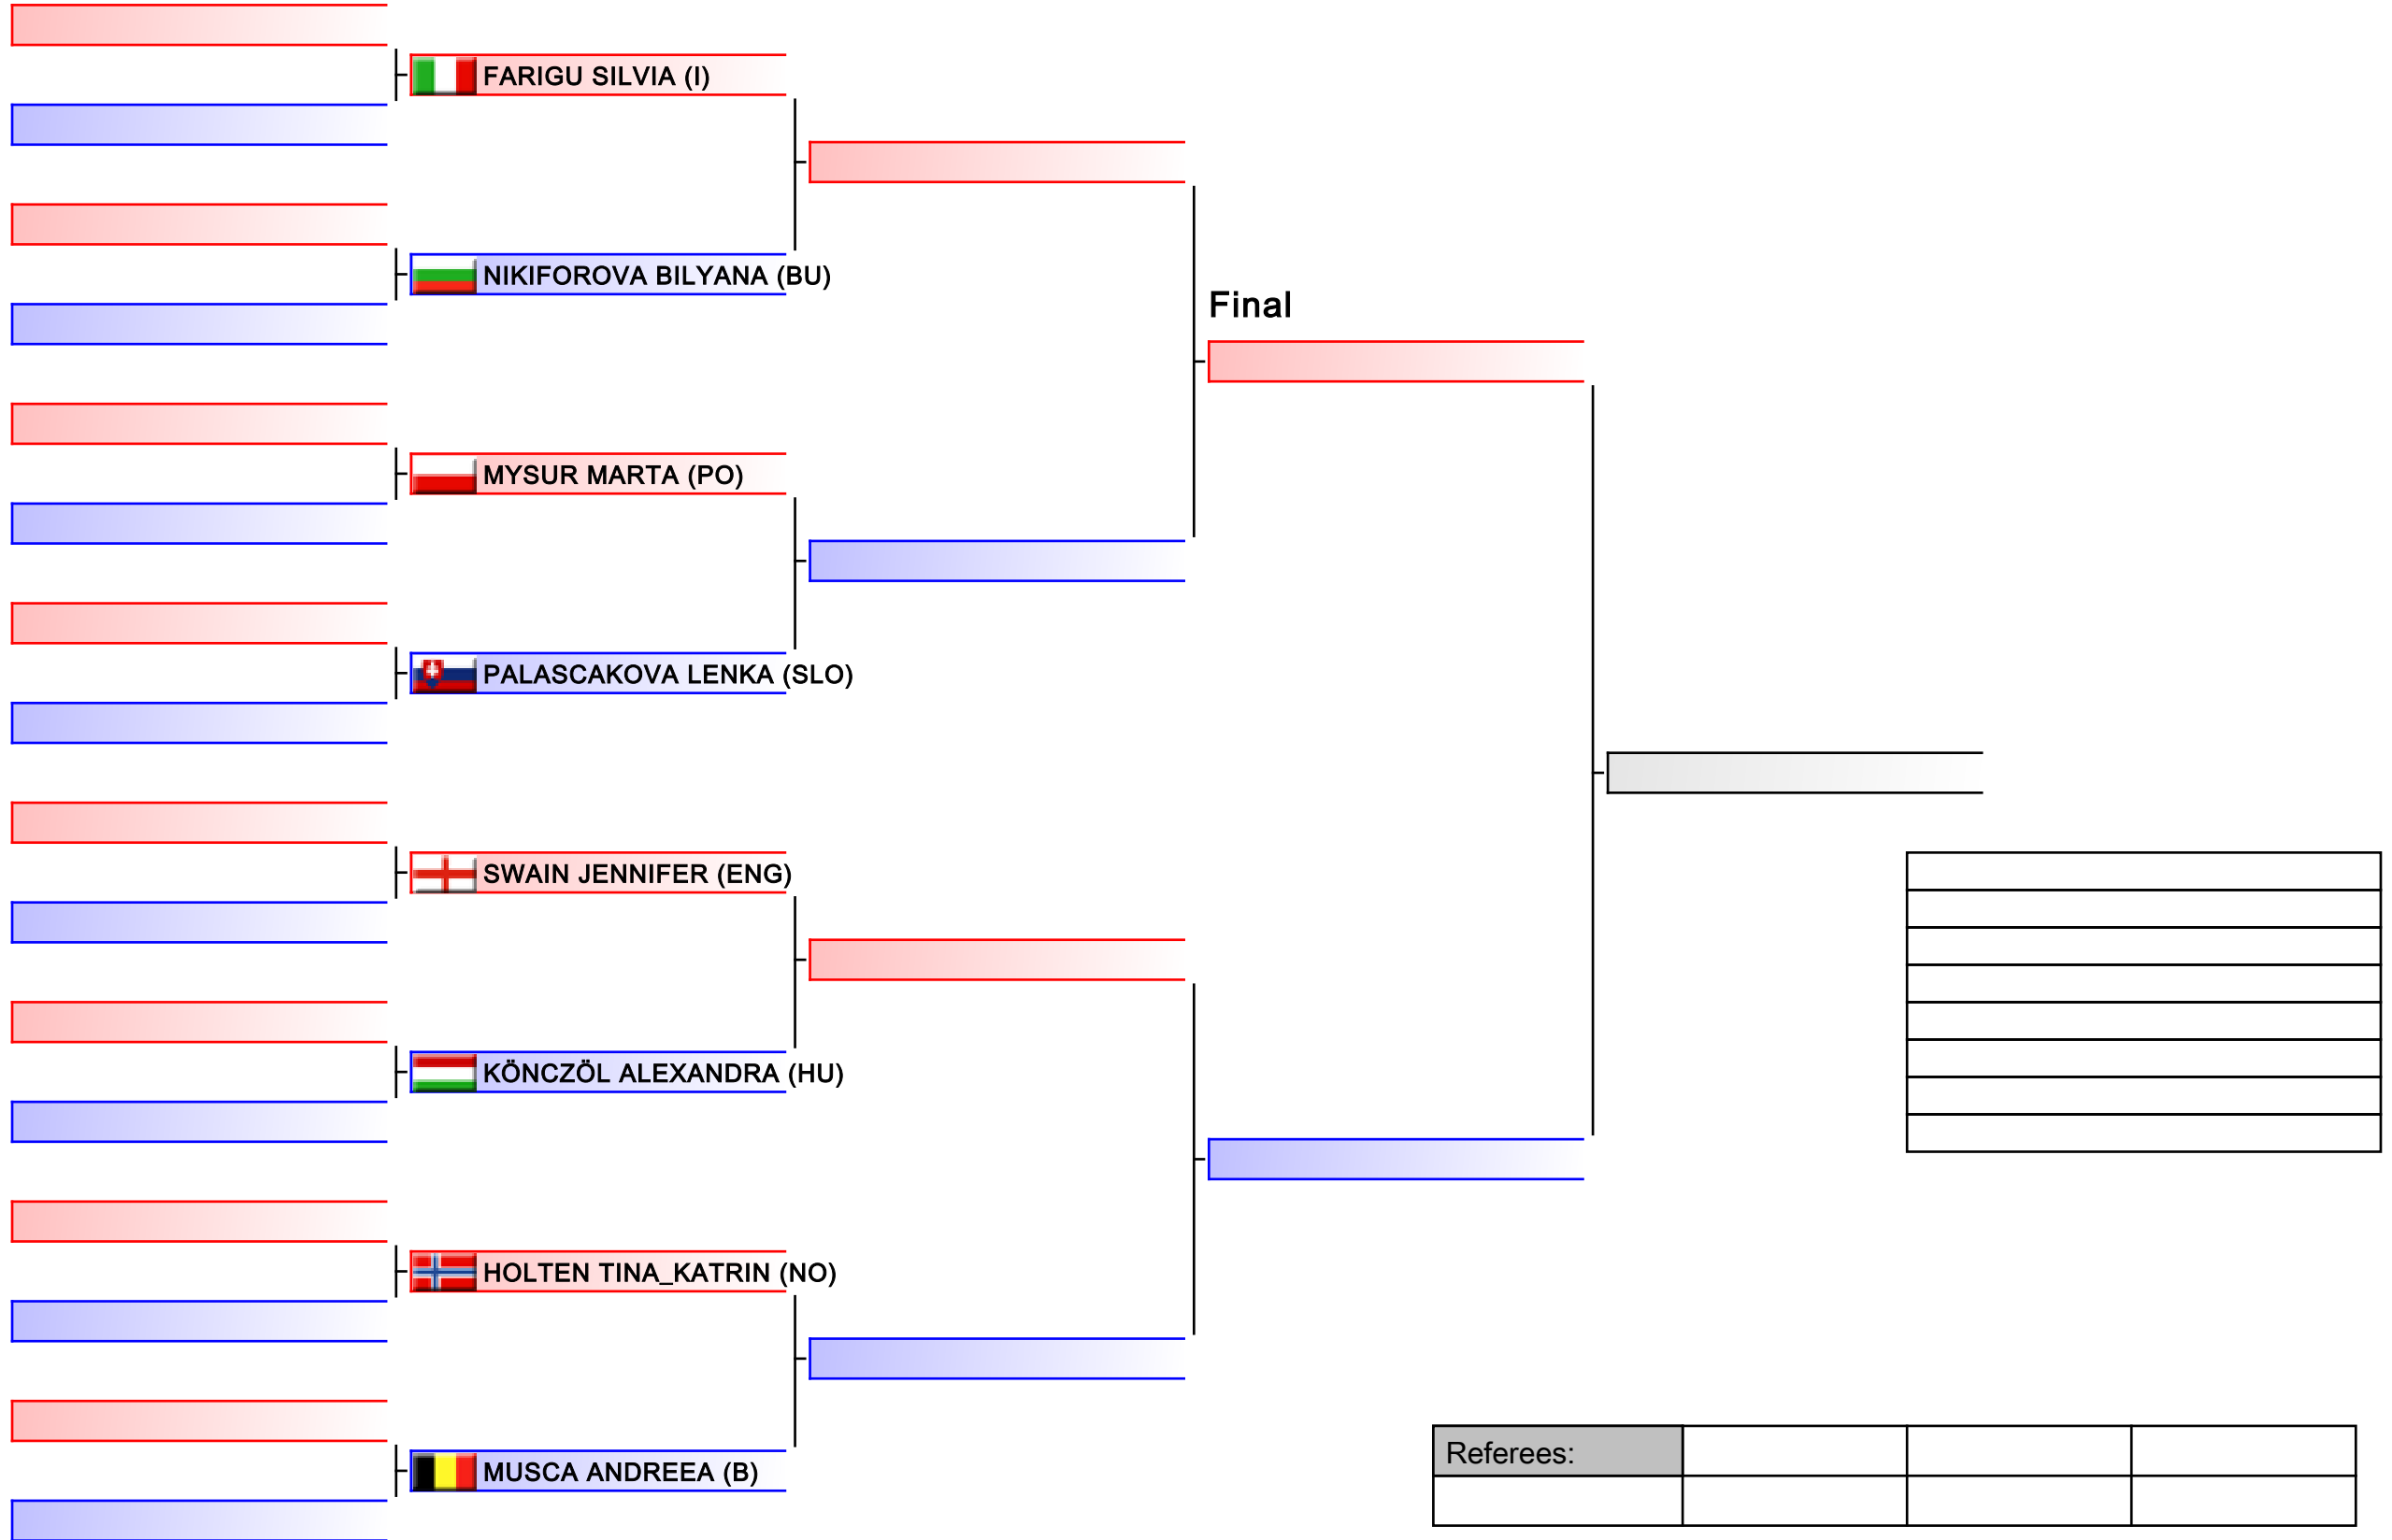 FARIGU SILVIA (I)
NIKIFOROVA BILYANA (BU)
Final
MYSUR MARTA (PO)
PALASCAKOVA LENKA (SLO)
SWAIN JENNIFER (ENG)
KÖNCZÖL ALEXANDRA (HU)
HOLTEN TINA_KATRIN (NO)
MUSCA ANDREEA (B)
Referees: